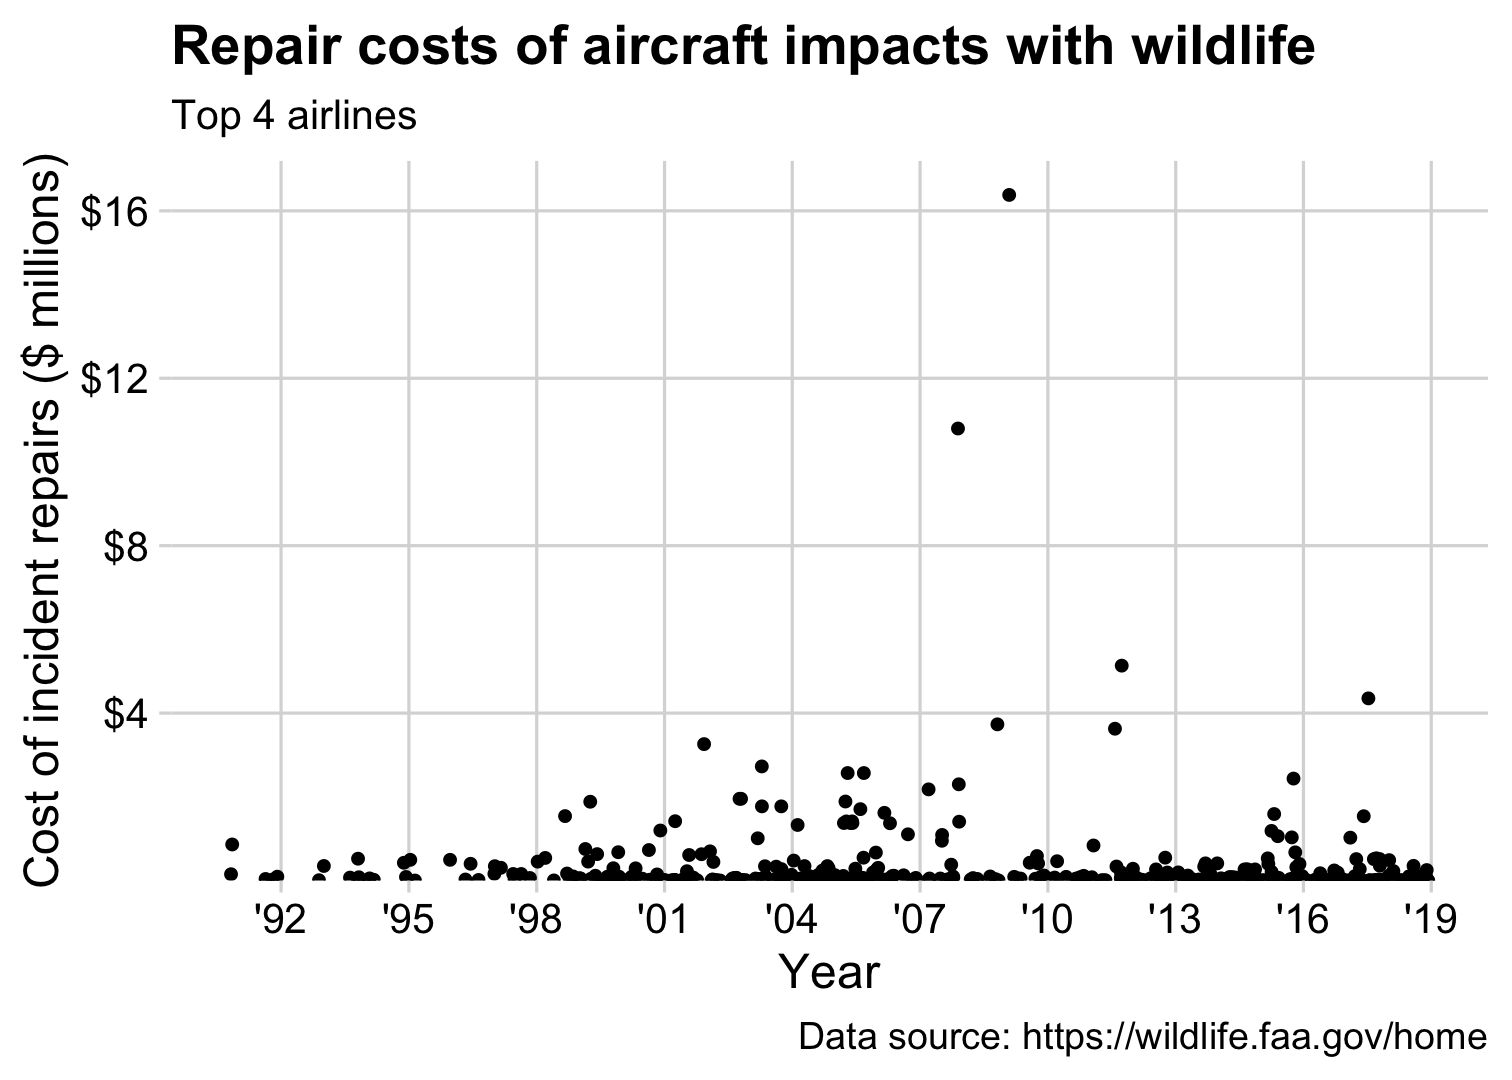 Repair costs of aircraft impacts with wildlife
Top 4 airlines
Cost of incident repairs ($ millions)
$16
$12
$8
$4
'92 '95 '98 '01 '04 '07 '10 '13 '16 '19
Year
Data source: https://wildlife.faa.gov/home